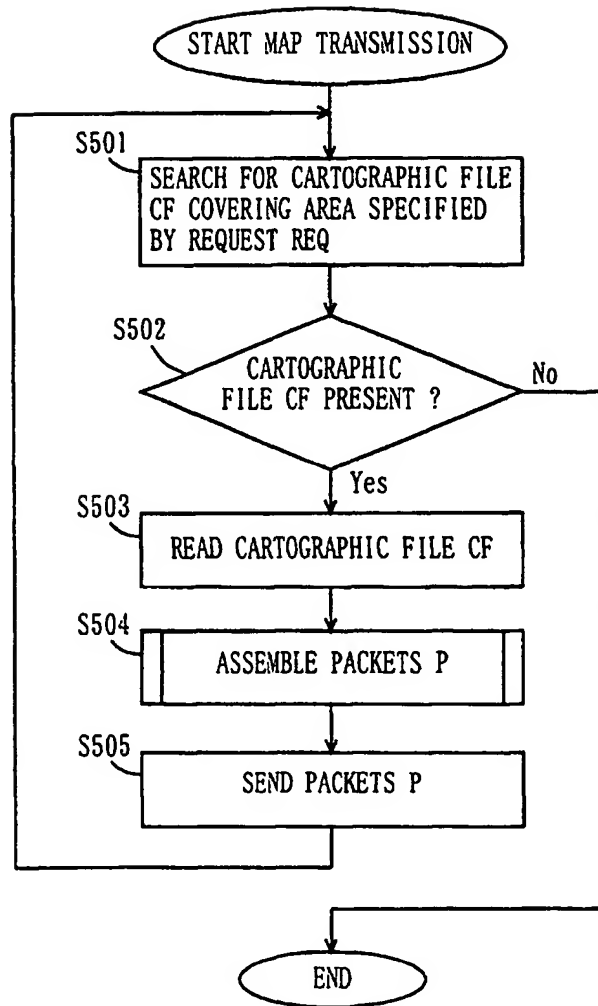 START MAP TRANSMISSION
S501
SEARCH FOR CARTOGRAPHIC FILE
CF COVERING AREA SPECIFIED
BY REQUEST REQ
S502
CARTOGRAPHIC
FILE CF PRESENT ?
No
Yes
S503
READ CARTOGRAPHIC FILE CF
S504
ASSEMBLE PACKETS P
S505
SEND PACKETS P
END